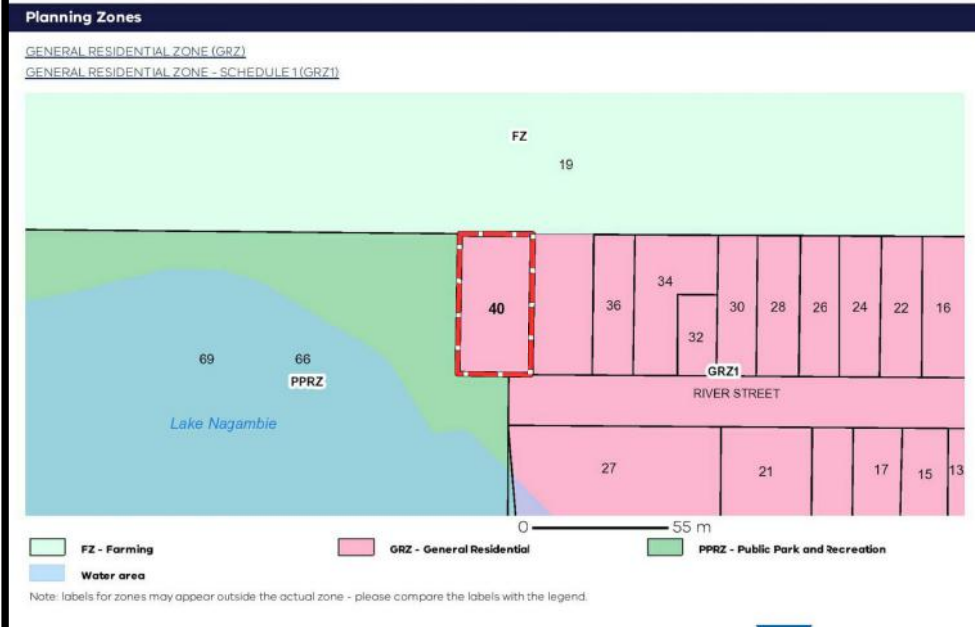 Planning Zones
GENERAL RESIDENTIAL ZONE (GRZ)
GENERAL RESIDENTIAL ZONE - SCHEDULE 1 (GRZ1)
FZ
19
40
36
34
32
30
28
26
24
22
16
69
66
PPRZ
GRZ1
RIVER STREET
Lake Nagambie
27
21
17
15
13
0 55 m
FZ - Farming
GRZ - General Residential
PPRZ - Public Park and Recreation
Water area
Note: labels for zones may appear outside the actual zone - please compare the labels with the legend.